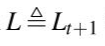 L ≜ L_{t+1}